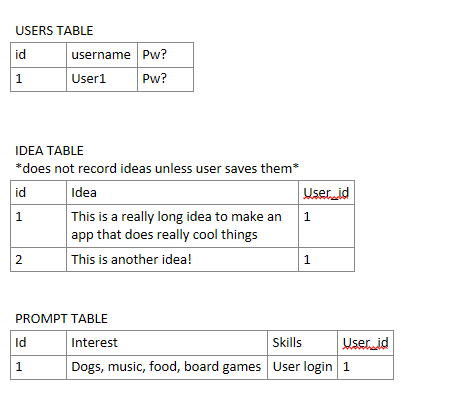 USERS TABLE
id username Pw?
1 User1 Pw?
IDEA TABLE
*does not record ideas unless user saves them*
id Idea User_id
1 This is a really long idea to make an 1
app that does really cool things
2 This is another idea! 1
PROMPT TABLE
Id Interest Skills User_id
1 Dogs, music, food, board games User login 1